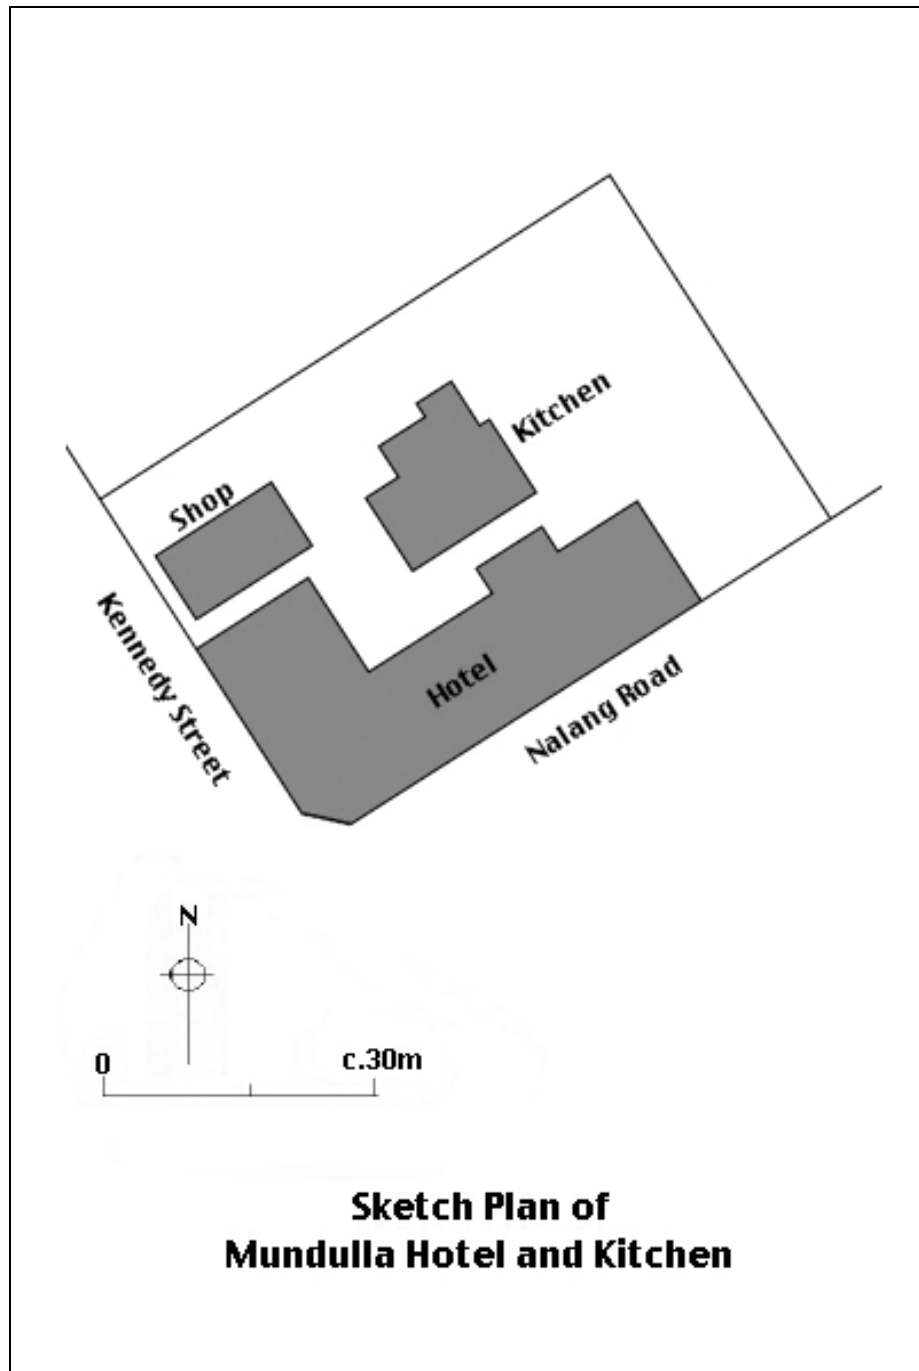 Kitchen
Shop
Kennedy Street
Hotel
Nalang Road
N
0
c.30m
Sketch Plan of
Mundulla Hotel and Kitchen